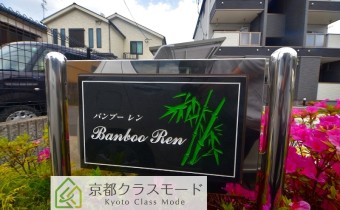 バンブー レン
Banboo Ren
京都クラスモード
Kyoto Class Mode